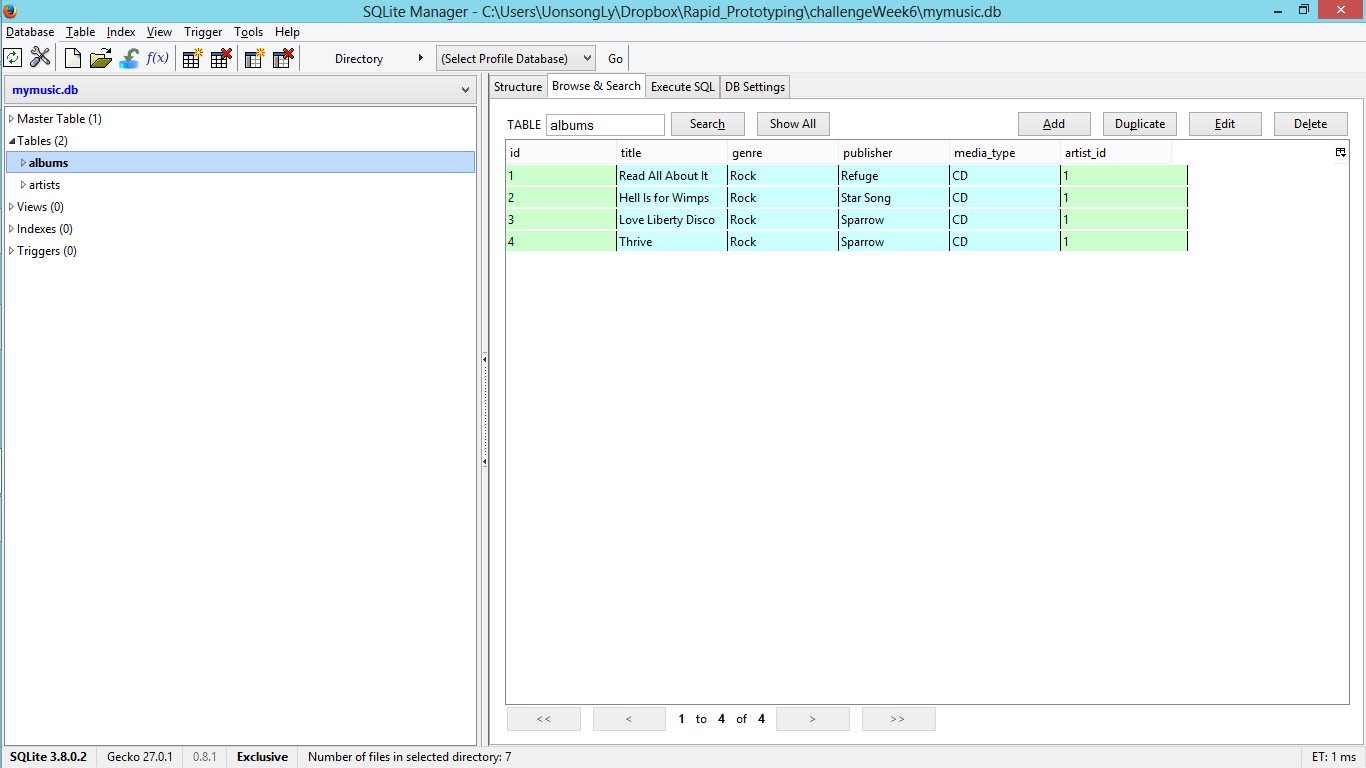 SQLite Manager - C:\Users\UonsongLy\Dropbox\Rapid_Prototyping\challengeWeek6\mymusic.db
Database Table Index View Trigger Tools Help
f(x) Directory (Select Profile Database) Go
mymusic.db
Master Table (1)
Tables (2)
albums
artists
Views (0)
Indexes (0)
Triggers (0)
Structure Browse & Search Execute SQL DB Settings
TABLE albums Search Show All Add Duplicate Edit Delete
id title genre publisher media_type artist_id
1 Read All About It Rock Refuge CD 1
2 Hell Is for Wimps Rock Star Song CD 1
3 Love Liberty Disco Rock Sparrow CD 1
4 Thrive Rock Sparrow CD 1
<< < 1 to 4 of 4 > >>
SQLite 3.8.0.2 Gecko 27.0.1 0.8.1 Exclusive Number of files in selected directory: 7 ET: 1 ms